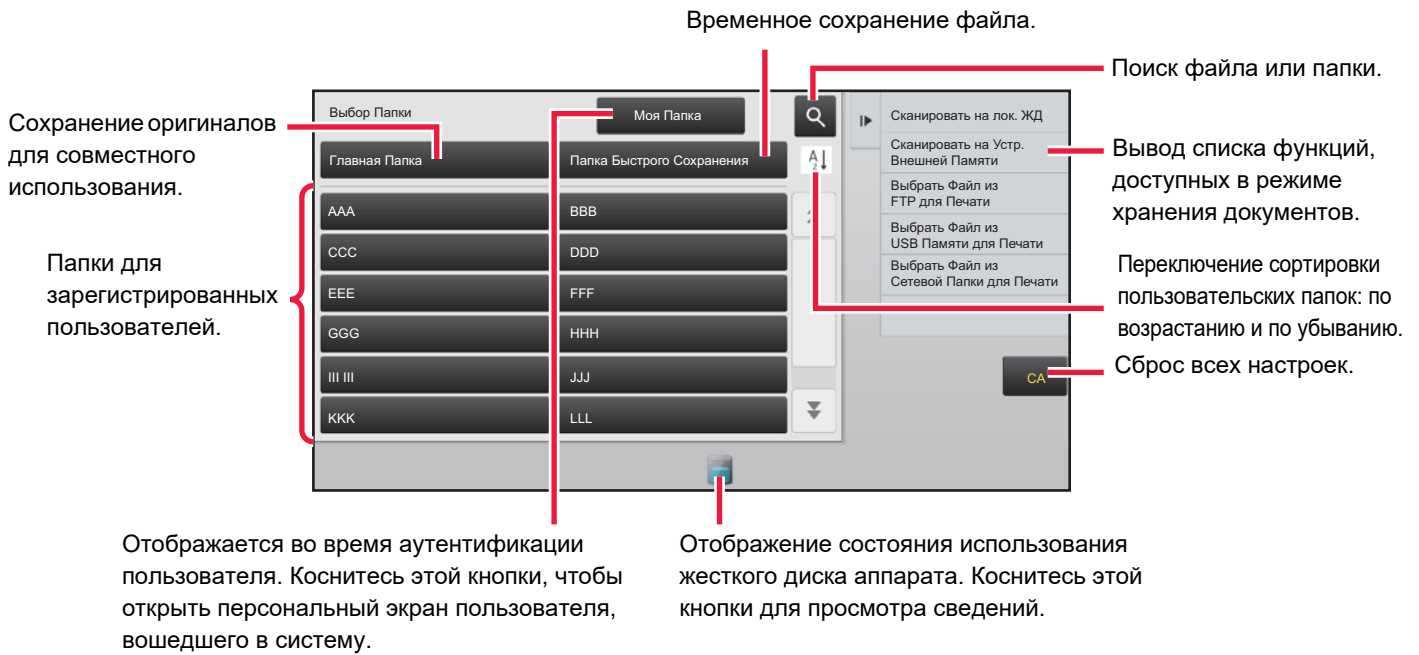 Временное сохранение файла.
Поиск файла или папки.
Сохранение оригиналов
для совместного
использования.
Выбор Папки
Моя Папка
Сканировать на лок. ЖД
Главная Папка
Папка Быстрого Сохранения
A
Z
Сканировать на Устр.
Внешней Памяти
Вывод списка функций,
доступных в режиме
хранения документов.
Выбрать Файл из
FTP для Печати
Выбрать Файл из
USB Памяти для Печати
Выбрать Файл из
Сетевой Папки для Печати
Папки для
зарегистрированных
пользователей.
AAA
BBB
CCC
DDD
EEE
FFF
GGG
HHH
III III
JJJ
KKK
LLL
Переключение сортировки
пользовательских папок: по
возрастанию и по убыванию.
CA
Сброс всех настроек.
Отображается во время аутентификации
пользователя. Коснитесь этой кнопки, чтобы
открыть персональный экран пользователя,
вошедшего в систему.
Отображение состояния использования
жесткого диска аппарата. Коснитесь этой
кнопки для просмотра сведений.